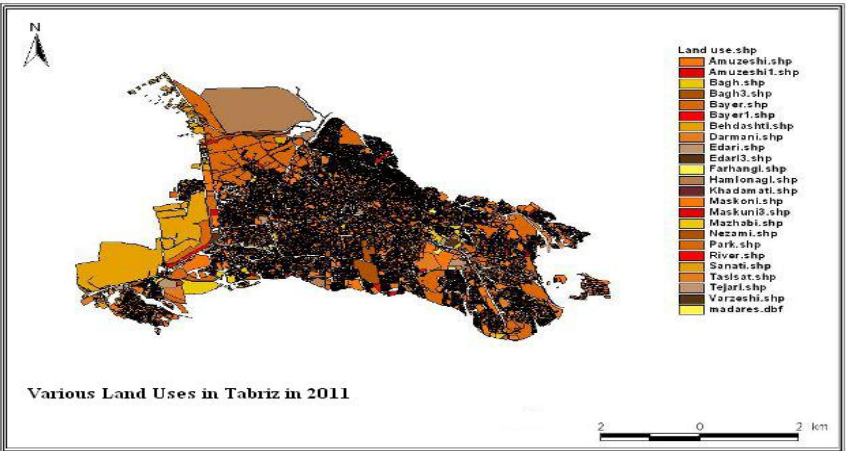 N
Land use.shp
Amuzeshi.shp
Amuzeshi1.shp
Bagh.shp
Bagh3.shp
Bayer.shp
Bayer1.shp
Behdashti.shp
Darmani.shp
Edari.shp
Edari3.shp
Farhangi.shp
Hamlonagl.shp
Khadamati.shp
Maskoni.shp
Maskuni3.shp
Mazhabi.shp
Nezami.shp
Park.shp
River.shp
Sanati.shp
Tasisat.shp
Tejari.shp
Varzeshi.shp
madares.dbf
Various Land Uses in Tabriz in 2011
2 0 2 km